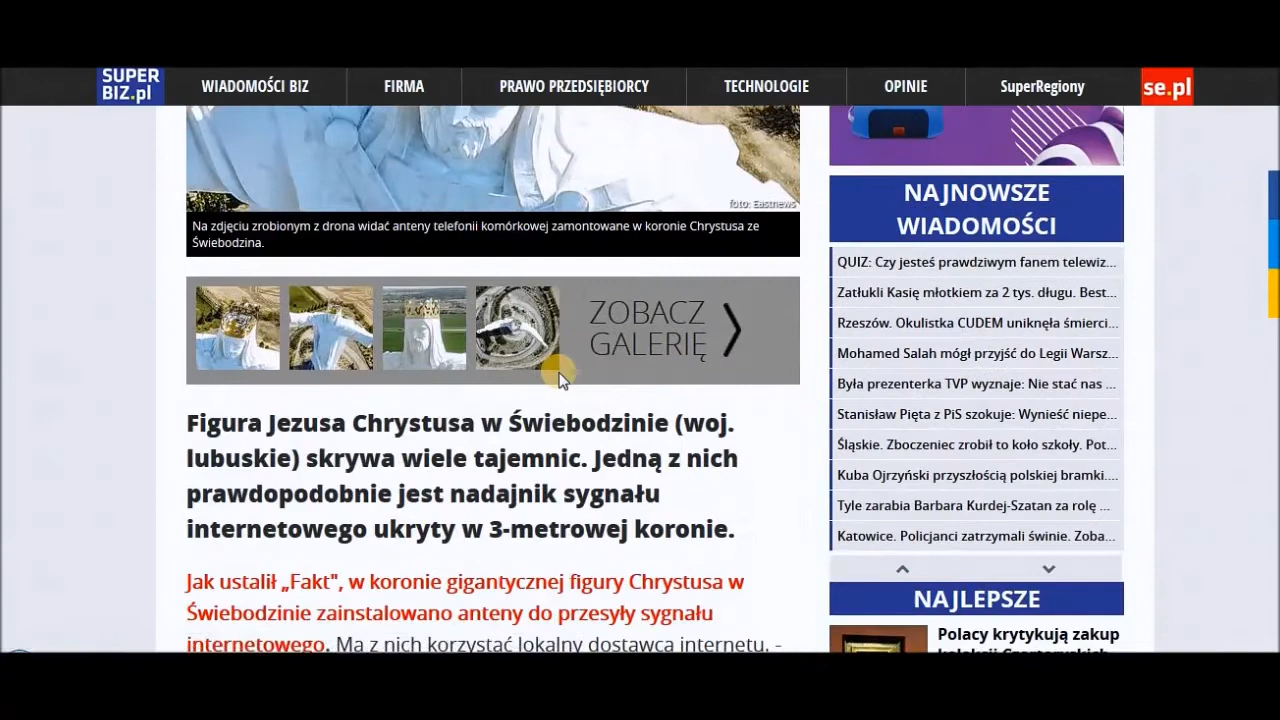 SUPER
BIZ.pl
WIADOMOŚCI BIZ
FIRMA
PRAWO PRZEDSIĘBIORCY
TECHNOLOGIE
OPINIE
SuperRegiony
se.pl
foto: Eastnews
Na zdjęciu zrobionym z drona widać anteny telefonii komórkowej zamontowane w koronie Chrystusa ze
Świebodzina.
ZOBACZ
GALERIĘ
Figura Jezusa Chrystusa w Świebodzinie (woj.
lubuskie) skrywa wiele tajemnic. Jedną z nich
prawdopodobnie jest nadajnik sygnału
internetowego ukryty w 3-metrowej koronie.
Jak ustalił „Fakt", w koronie gigantycznej figury Chrystusa w
Świebodzinie zainstalowano anteny do przesyły sygnału
internetowego. Ma z nich korzystać lokalny dostawca internetu. -
NAJNOWSZE
WIADOMOŚCI
QUIZ: Czy jesteś prawdziwym fanem telewiz...
Zatłukli Kasię młotkiem za 2 tys. długu. Best...
Rzeszów. Okulistka CUDEM uniknęła śmierci...
Mohamed Salah mógł przyjść do Legii Warsz...
Była prezenterka TVP wyznaje: Nie stać nas ...
Stanisław Pięta z PiS szokuje: Wynieść niepe...
Śląskie. Zboczeniec zrobił to koło szkoły. Pot...
Kuba Ojrzyński przyszłością polskiej bramki....
Tyle zarabia Barbara Kurdej-Szatan za rolę ...
Katowice. Policjanci zatrzymali świnie. Zoba...
NAJLEPSZE
Polacy krytykują zakup